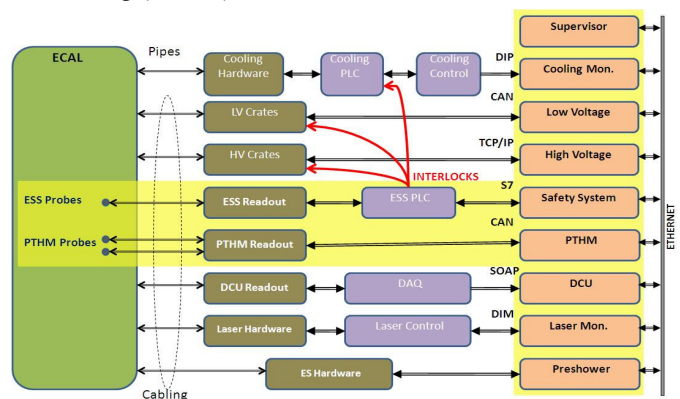 Supervisor
ECAL
Pipes
Cooling
Hardware
Cooling
PLC
Cooling
Control
DIP
Cooling Mon.
CAN
LV Crates
Low Voltage
TCP/IP
HV Crates
High Voltage
INTERLOCKS
S7
ESS Probes
ESS Readout
ESS PLC
Safety System
CAN
PTHM Probes
PTHM Readout
PTHM
ETHERNET
SOAP
DCU Readout
DAQ
DCU
DIM
Laser Hardware
Laser Control
Laser Mon.
ES Hardware
Preshower
Cabling